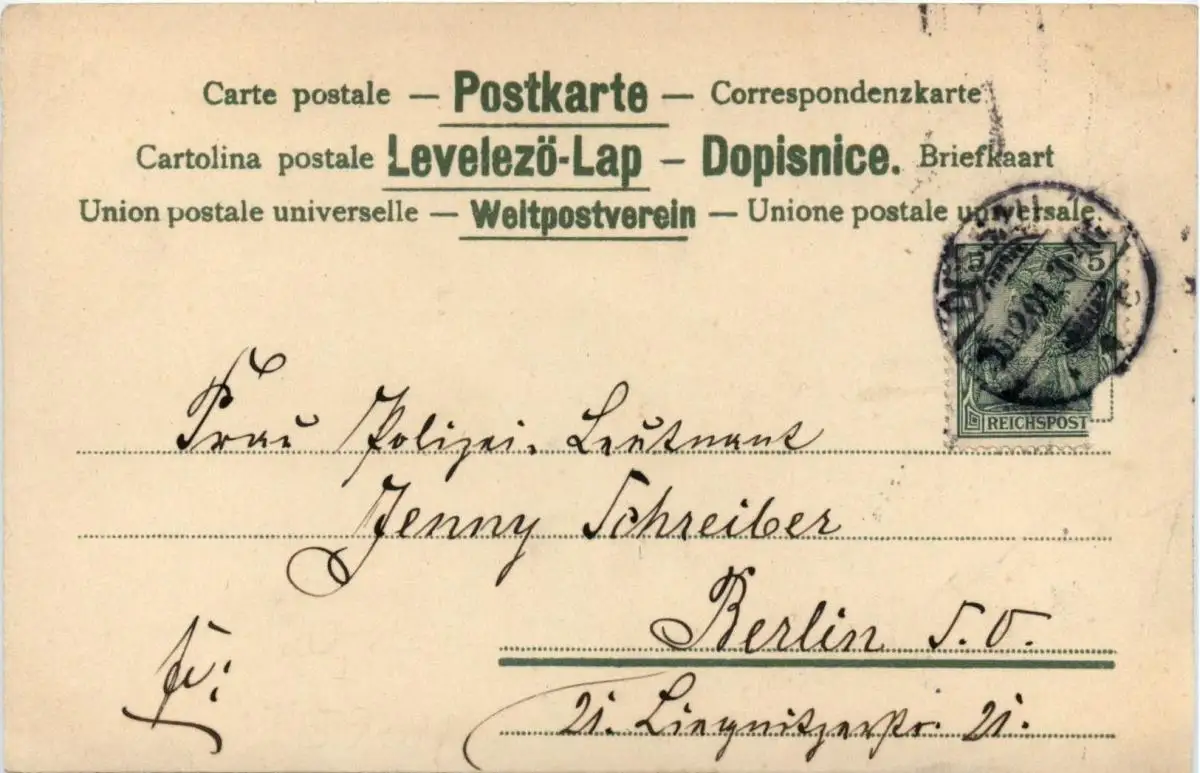 Carte postale — Postkarte — Correspondenzkarte
Cartolina postale Levelezö-Lap — Dopisnice. Briefkaart
Union postale universelle — Weltpostverein — Unione postale universale.
5 5
REICHSPOST
Frau Polizei-Leutnant
Jenny Schreiber
Berlin S.O.
fr:
21. Liegnitzerstr. 21.